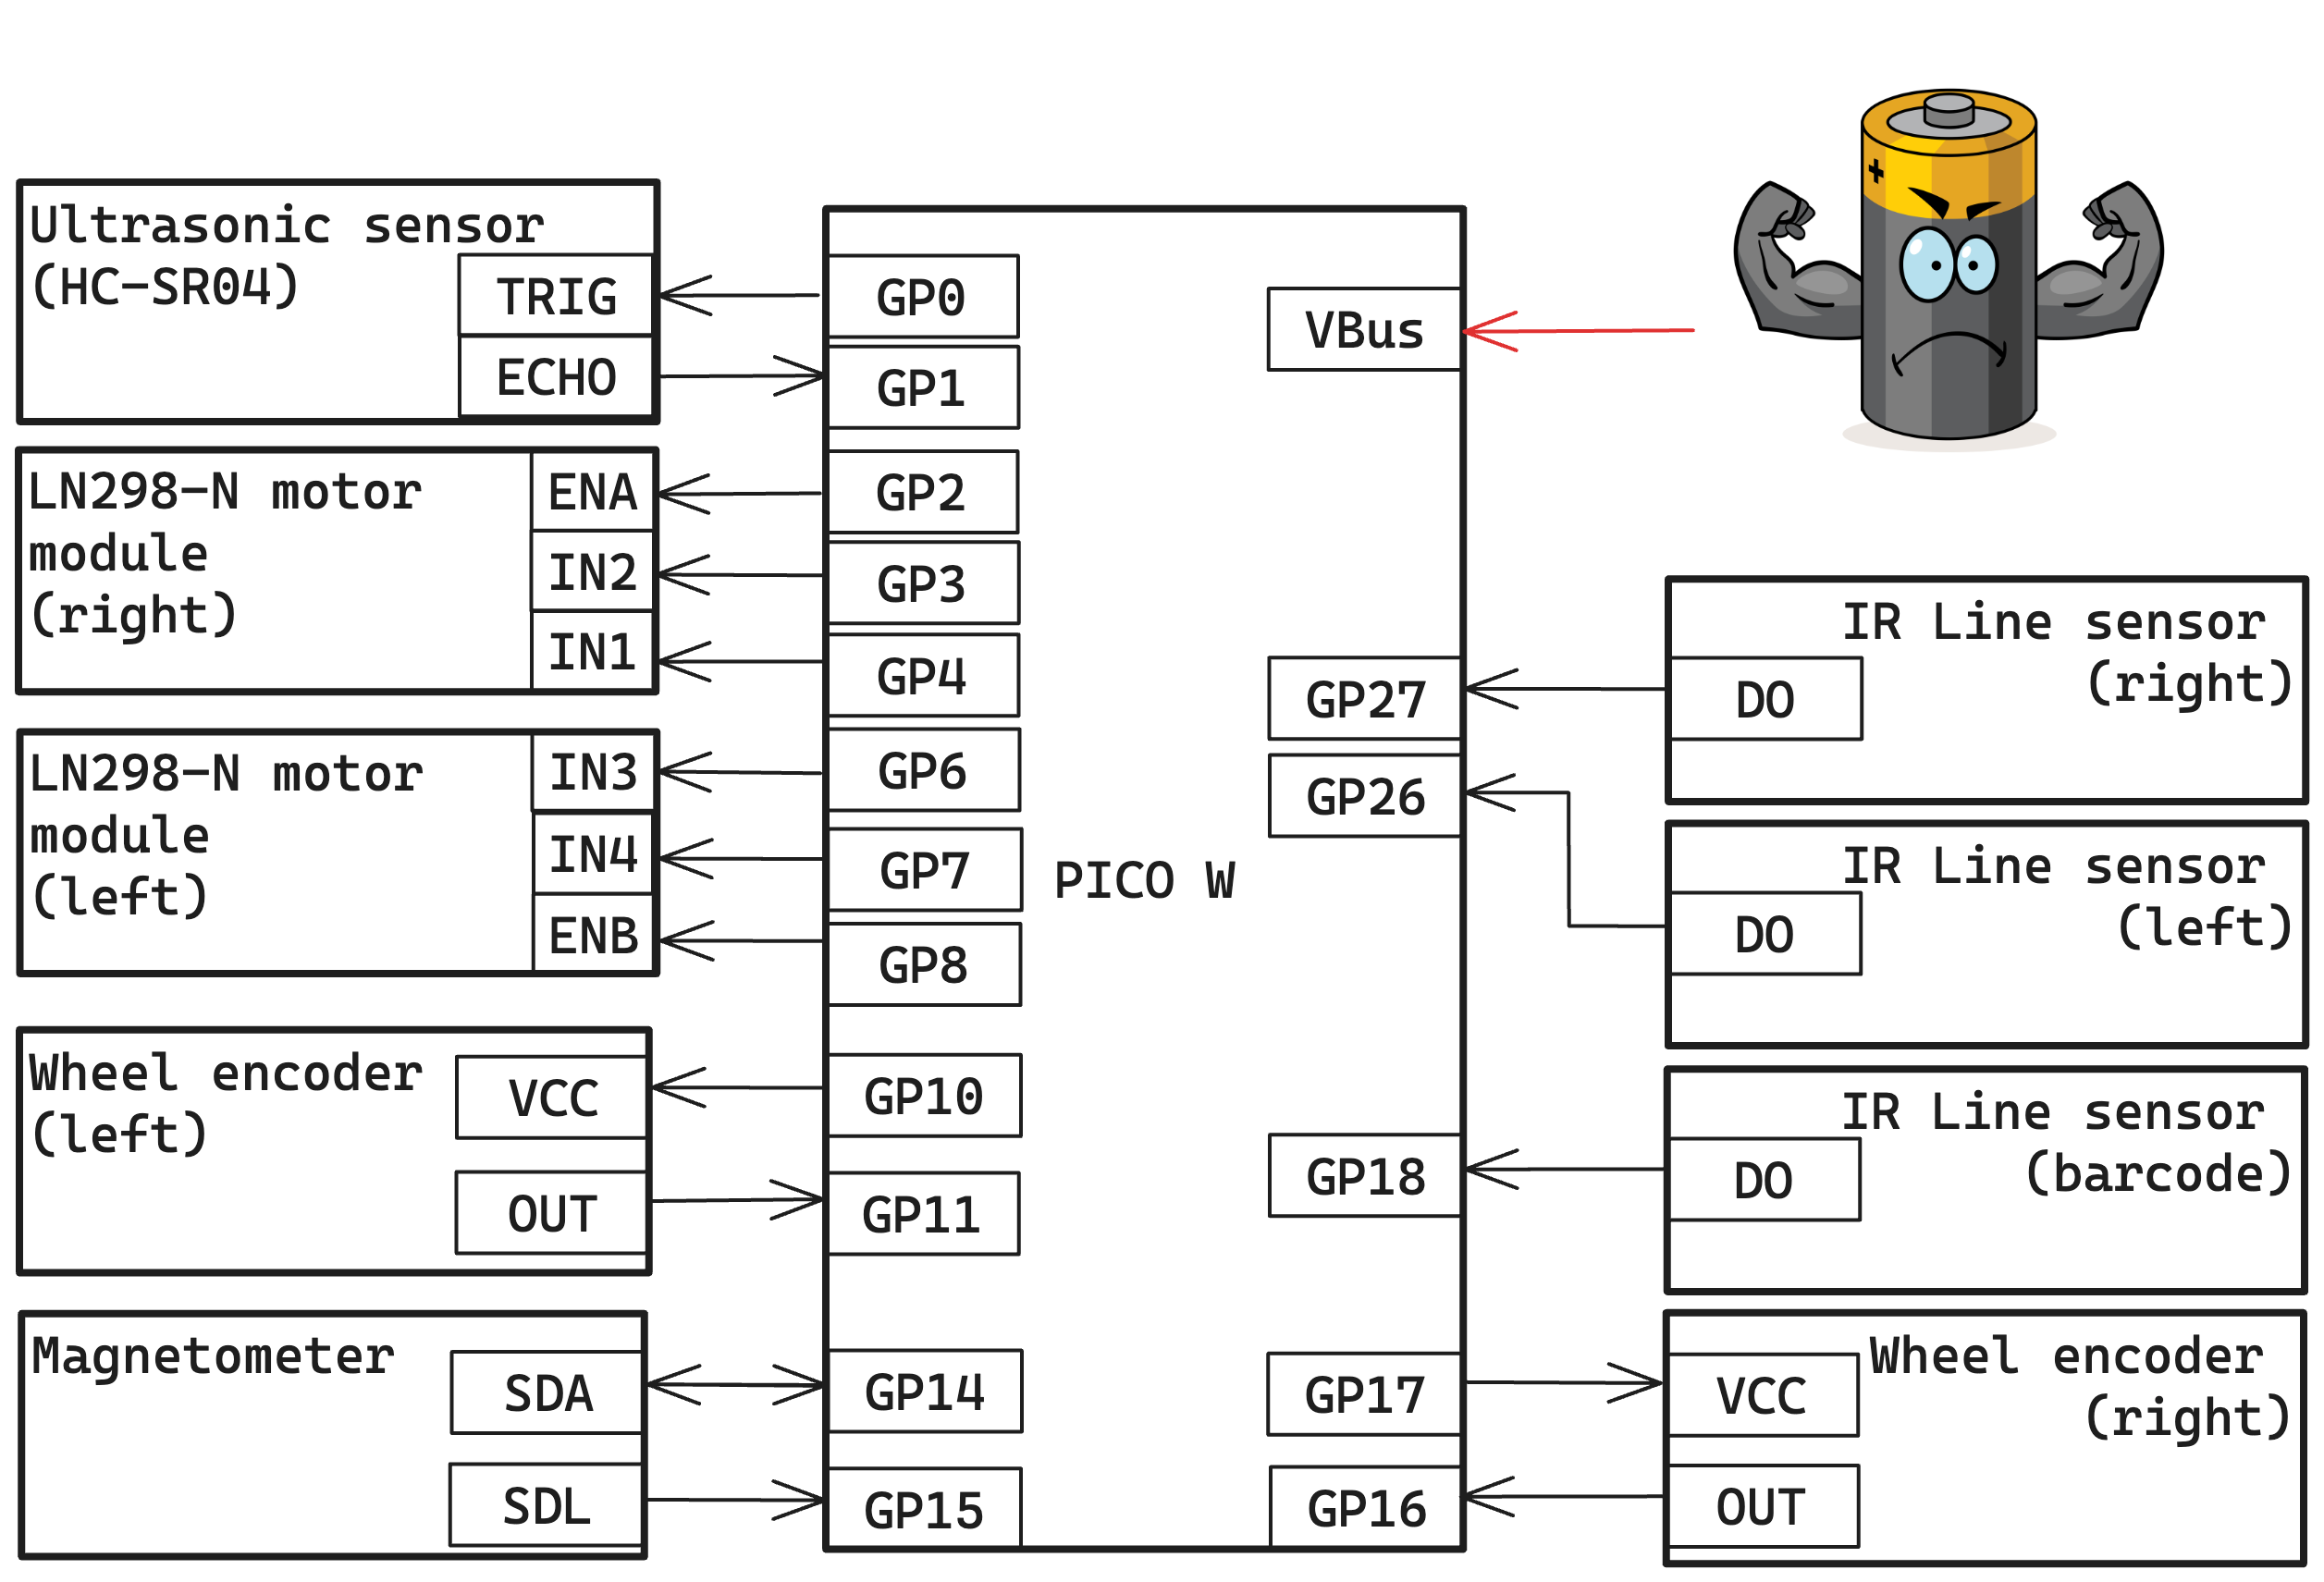 Ultrasonic sensor
(HC-SR04)
TRIG
ECHO
LN298-N motor
module
(right)
ENA
IN2
IN1
LN298-N motor
module
(left)
IN3
IN4
ENB
Wheel encoder
(left)
VCC
OUT
Magnetometer
SDA
SDL
GP0
GP1
GP2
GP3
GP4
GP6
GP7
GP8
GP10
GP11
GP14
GP15
PICO W
VBus
GP27
GP26
GP18
GP17
GP16
+
IR Line sensor
(right)
DO
IR Line sensor
(left)
DO
IR Line sensor
(barcode)
DO
Wheel encoder
(right)
VCC
OUT